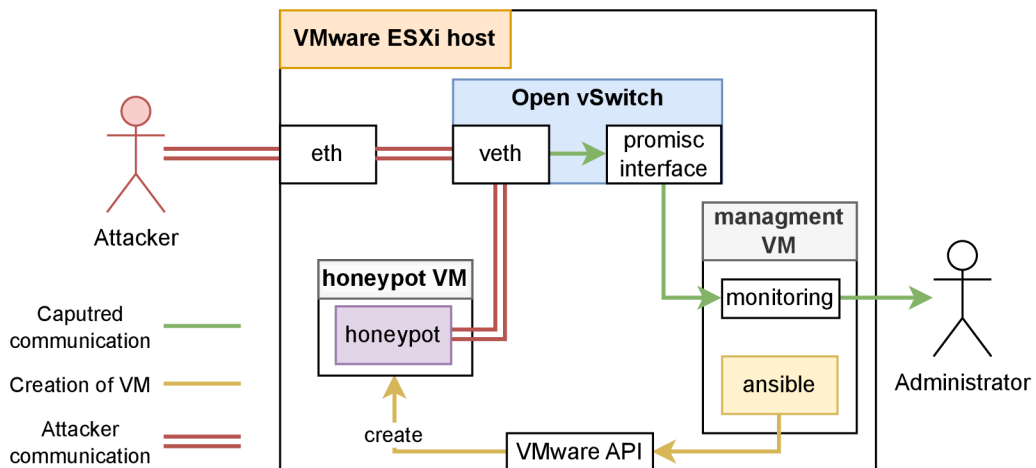 VMware ESXi host
Open vSwitch
eth
veth
promisc
interface
Attacker
managment
VM
honeypot VM
monitoring
honeypot
Caputred
communication
Creation of VM
ansible
Administrator
Attacker
communication
create
VMware API